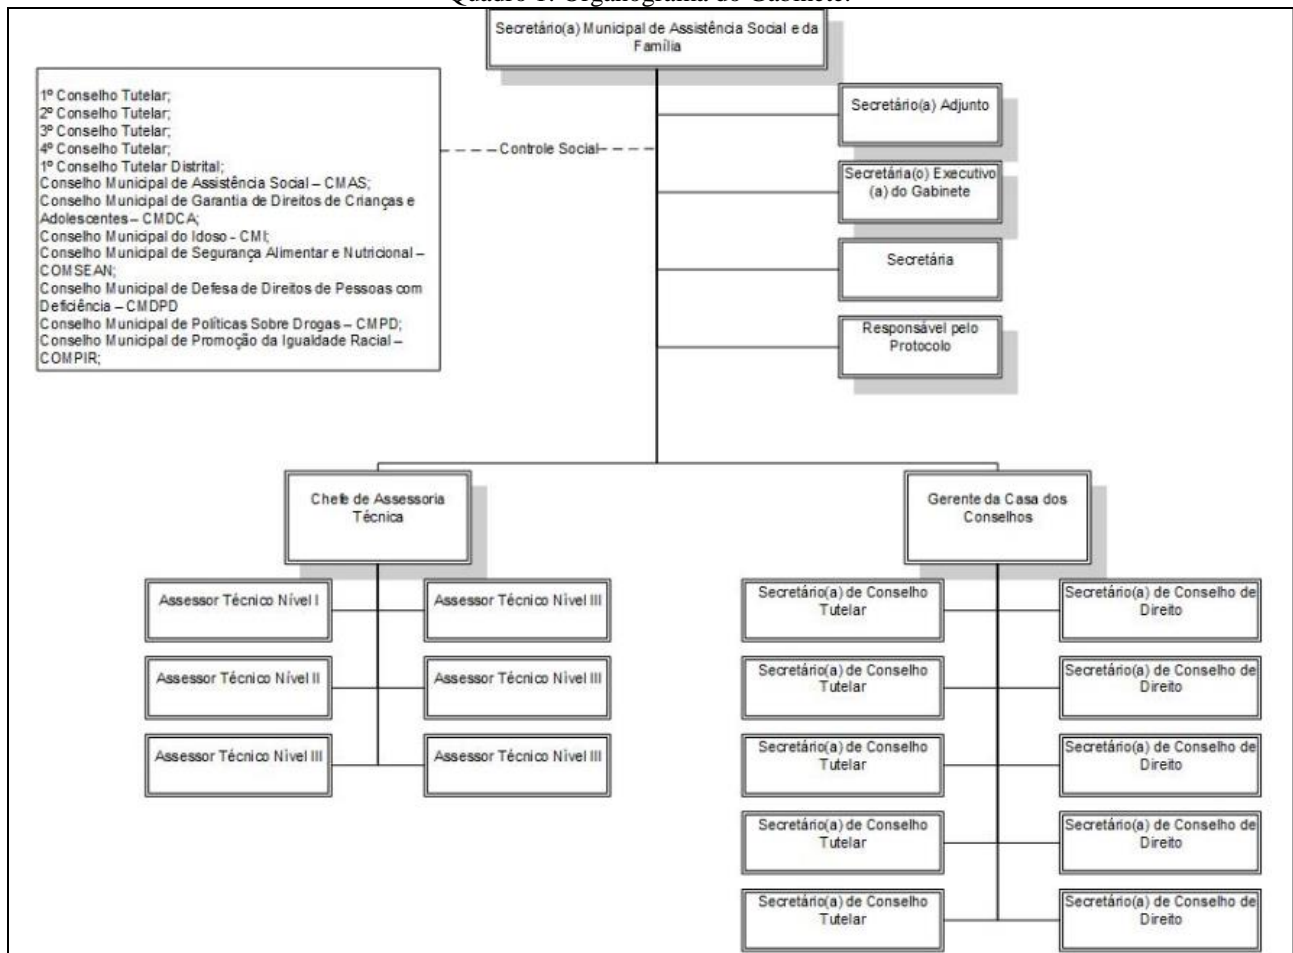 Quadro 1: Organograma do Gabinete.
Secretário(a) Municipal de Assistência Social e da
Família
1º Conselho Tutelar;
2º Conselho Tutelar;
3º Conselho Tutelar;
4º Conselho Tutelar;
1º Conselho Tutelar Distrital;
Conselho Municipal de Assistência Social – CMAS;
Conselho Municipal de Garantia de Direitos de Crianças e
Adolescentes – CMDCA;
Conselho Municipal do Idoso - CMI;
Conselho Municipal de Segurança Alimentar e Nutricional –
COMSEAN;
Conselho Municipal de Defesa de Direitos de Pessoas com
Deficiência – CMDPD
Conselho Municipal de Políticas Sobre Drogas – CMPD;
Conselho Municipal de Promoção da Igualdade Racial –
COMPIR;
Controle Social
Secretário(a) Adjunto
Secretária(o) Executivo
(a) do Gabinete
Secretária
Responsável pelo
Protocolo
Chefe de Assessoria
Técnica
Gerente da Casa dos
Conselhos
Assessor Técnico Nível I
Assessor Técnico Nível III
Assessor Técnico Nível II
Assessor Técnico Nível III
Assessor Técnico Nível III
Assessor Técnico Nível III
Secretário(a) de Conselho
Tutelar
Secretário(a) de Conselho de
Direito
Secretário(a) de Conselho
Tutelar
Secretário(a) de Conselho de
Direito
Secretário(a) de Conselho
Tutelar
Secretário(a) de Conselho de
Direito
Secretário(a) de Conselho
Tutelar
Secretário(a) de Conselho de
Direito
Secretário(a) de Conselho
Tutelar
Secretário(a) de Conselho de
Direito